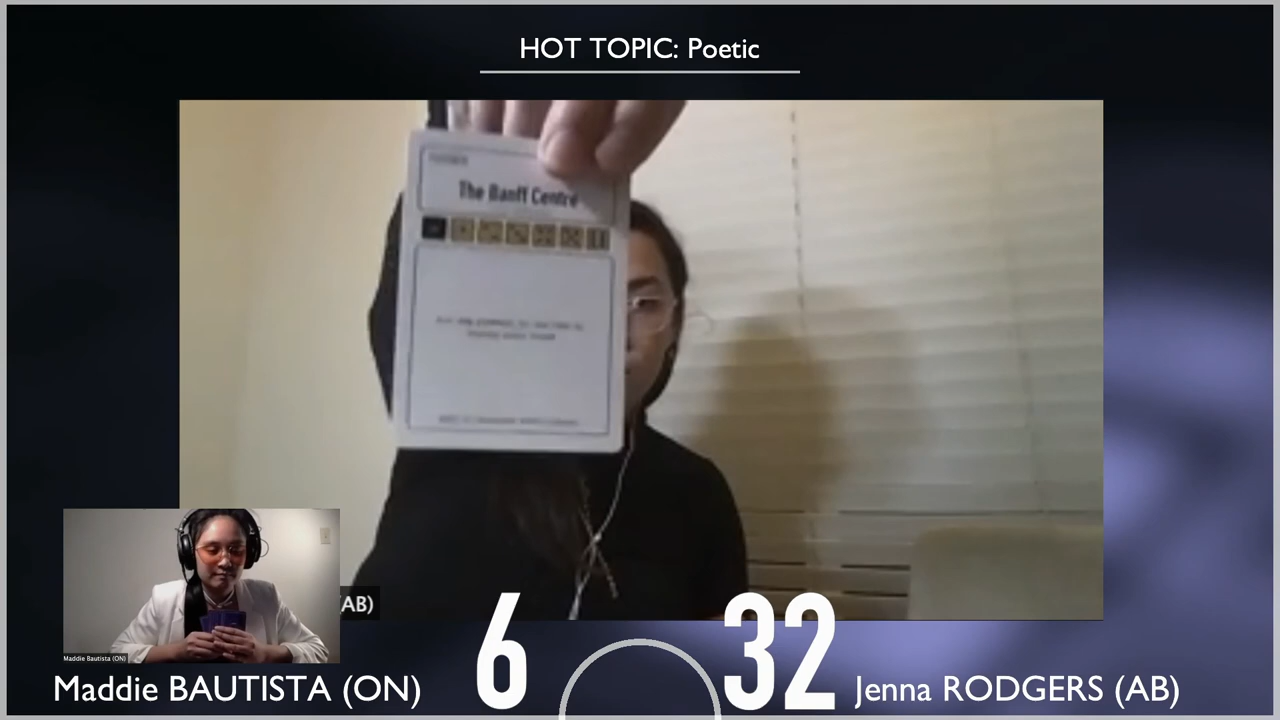 HOT TOPIC: Poetic
The Banff Centre
(AB)
Maddie Bautista (ON)
6
32
Maddie BAUTISTA (ON)
Jenna RODGERS (AB)